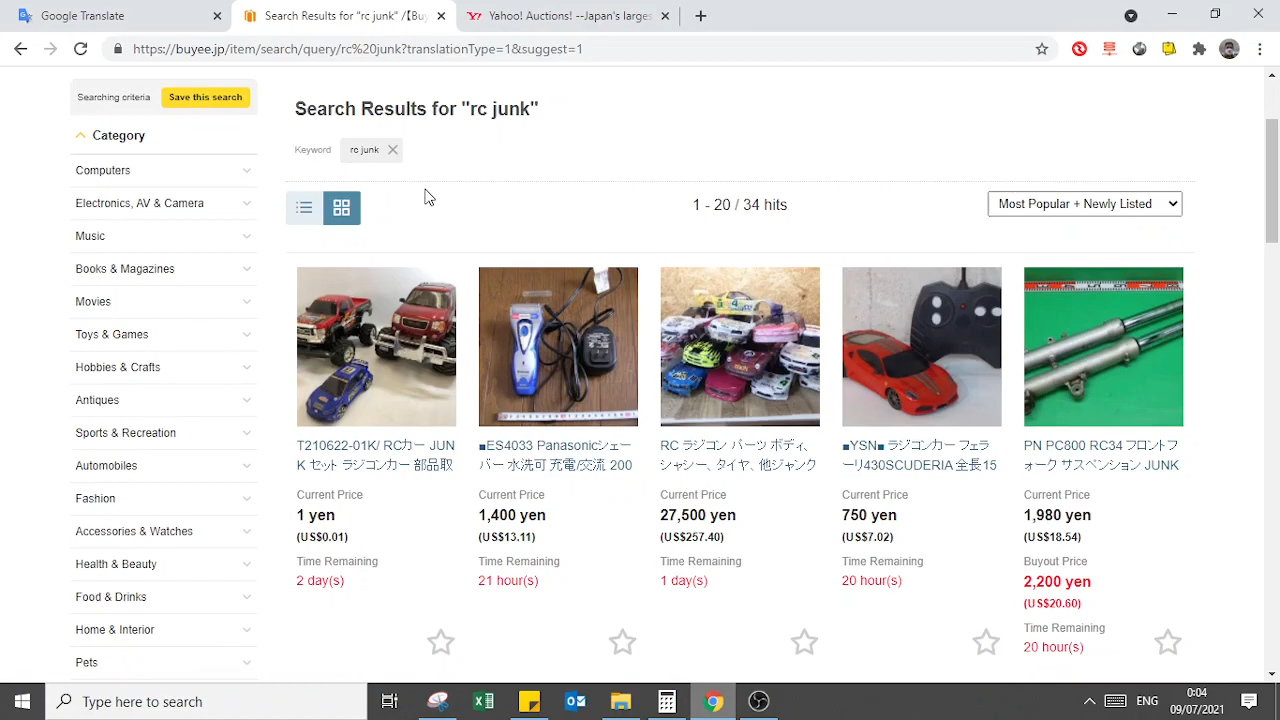 Google Translate
Search Results for "rc junk" /【Buy
Yahoo! Auctions! --Japan's larges
https://buyee.jp/item/search/query/rc%20junk?translationType=1&suggest=1
Searching criteria
Save this search
Category
Computers
Electronics, AV & Camera
Music
Books & Magazines
Movies
Toys & Games
Hobbies & Crafts
Antiques
Sports & Recreation
Automobiles
Fashion
Accessories & Watches
Health & Beauty
Food & Drinks
Home & Interior
Pets
Search Results for "rc junk"
Keyword
rc junk
1 - 20 / 34 hits
Most Popular + Newly Listed
T210622-01K/ RCカー JUN
K セット ラジコンカー 部品取
Current Price
1 yen
(US$0.01)
Time Remaining
2 day(s)
■ES4033 Panasonicシェー
バー 水洗可 充電/交流 200
Current Price
1,400 yen
(US$13.11)
Time Remaining
21 hour(s)
RC ラジコン パーツ ボディ、
シャシー、タイヤ、他ジャンク
Current Price
27,500 yen
(US$257.40)
Time Remaining
1 day(s)
■YSN■ ラジコンカー フェラ
ーリ430SCUDERIA 全長15
Current Price
750 yen
(US$7.02)
Time Remaining
20 hour(s)
PN PC800 RC34 フロントフ
ォーク サスペンション JUNK
Current Price
1,980 yen
(US$18.54)
Buyout Price
2,200 yen
(US$20.60)
Time Remaining
20 hour(s)
Type here to search
ENG
0:04
09/07/2021